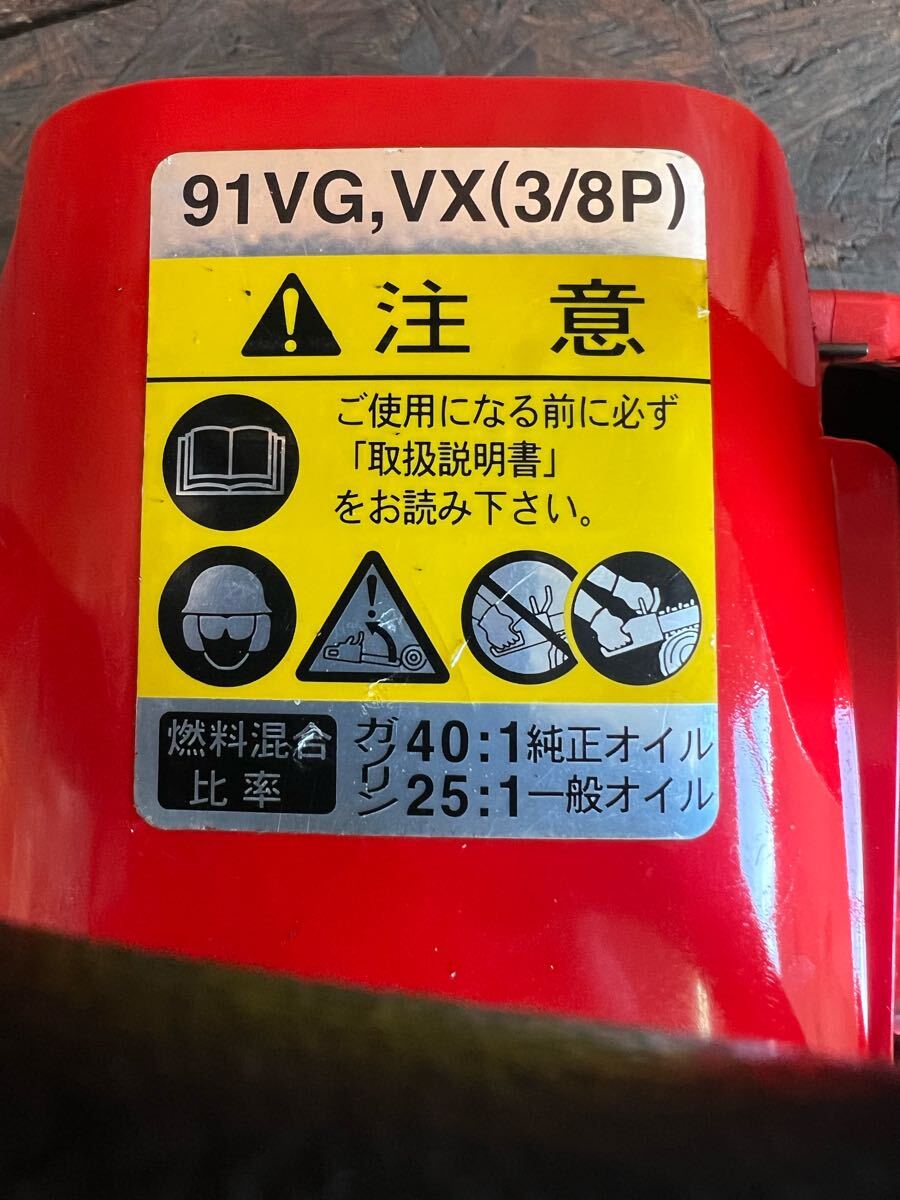 91VG,VX(3/8P)
注意
ご使用になる前に必ず
「取扱説明書」
をお読み下さい。
燃料混合
比率
ガソリン
40:1純正オイル
25:1一般オイル